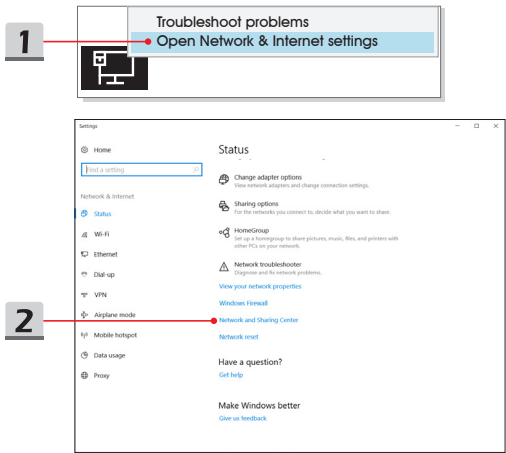 1
Troubleshoot problems
Open Network & Internet settings
Settings
Home
Find a setting
Network & Internet
Status
Wi-Fi
Ethernet
Dial-up
VPN
Airplane mode
Mobile hotspot
Data usage
Proxy
Status
Change adapter options
View network adapters and change connection settings.
Sharing options
For the networks you connect to, decide what you want to share.
HomeGroup
Set up a homegroup to share pictures, music, files, and printers with
other PCs on your network.
Network troubleshooter
Diagnose and fix network problems.
View your network properties
Windows Firewall
2
Network and Sharing Center
Network reset
Have a question?
Get help
Make Windows better
Give us feedback